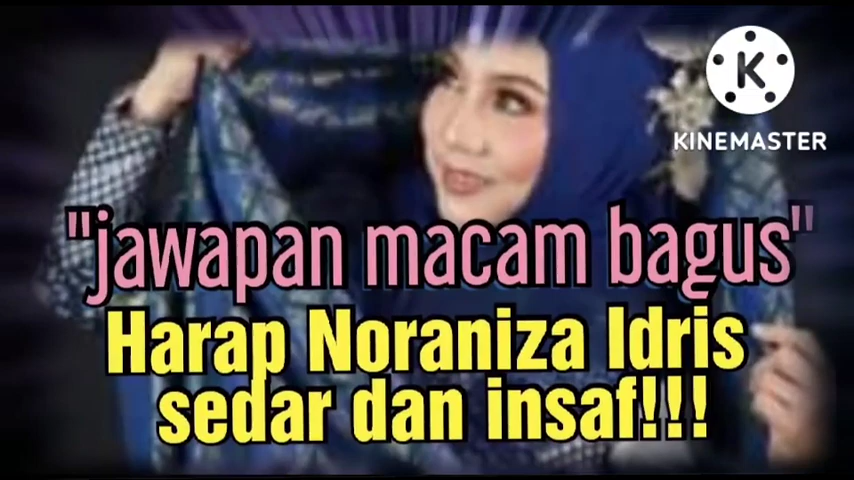 KINEMASTER
"jawapan macam bagus"
Harap Noraniza Idris
sedar dan insaf!!!